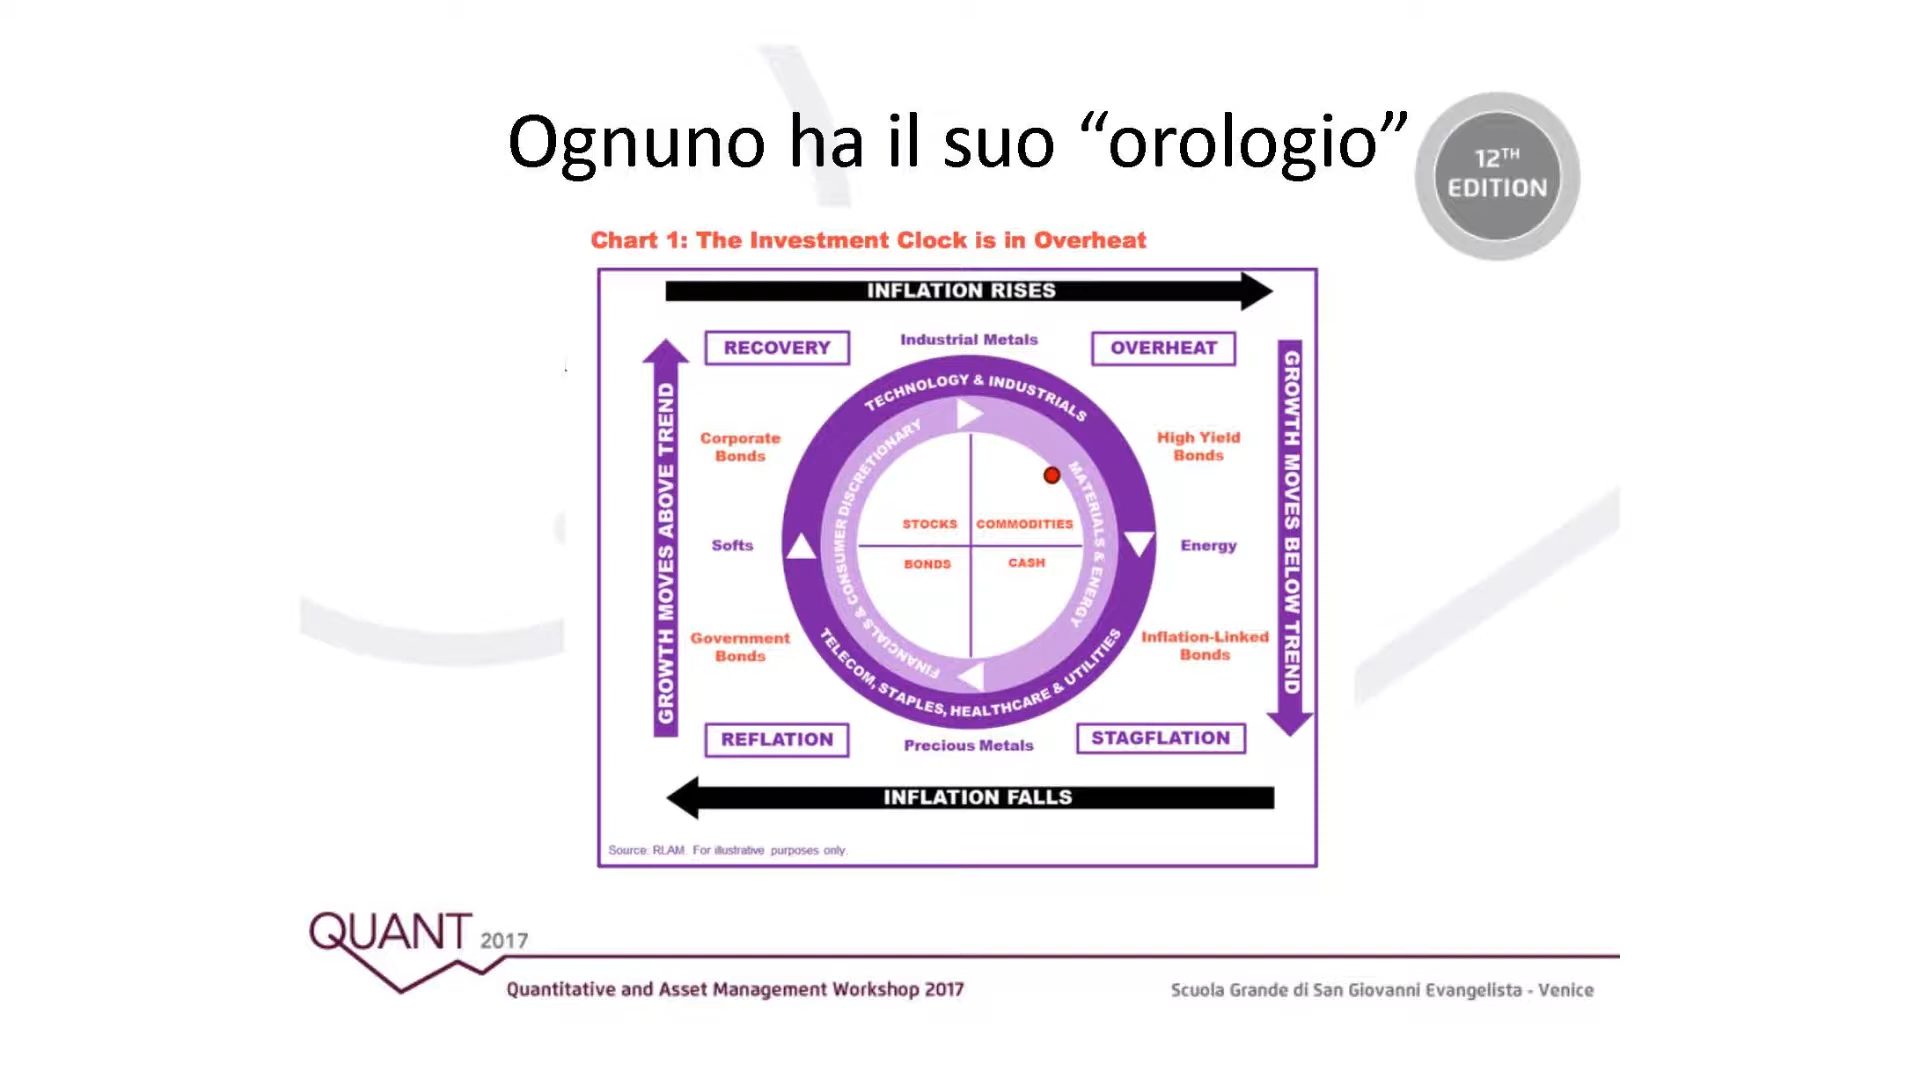 Ognuno ha il suo “orologio”
12TH
EDITION
Chart 1: The Investment Clock is in Overheat
INFLATION RISES
RECOVERY
Industrial Metals
OVERHEAT
GROWTH MOVES ABOVE TREND
GROWTH MOVES BELOW TREND
TECHNOLOGY & INDUSTRIALS
Corporate
Bonds
FINANCIALS & CONSUMER DISCRETIONARY
MATERIALS & ENERGY
High Yield
Bonds
STOCKS
COMMODITIES
Softs
Energy
BONDS
CASH
Government
Bonds
TELECOM, STAPLES, HEALTHCARE & UTILITIES
Inflation-Linked
Bonds
REFLATION
Precious Metals
STAGFLATION
INFLATION FALLS
Source: RLAM. For illustrative purposes only.
QUANT 2017
Quantitative and Asset Management Workshop 2017
Scuola Grande di San Giovanni Evangelista - Venice